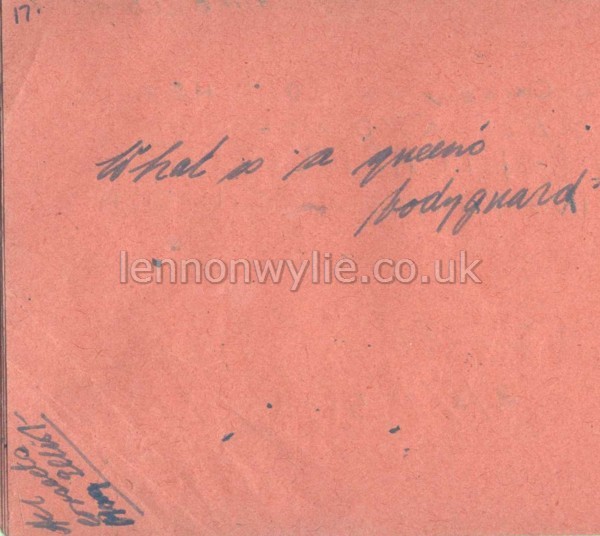 17.
What is a queen's
bodyguard
lennonwylie.co.uk